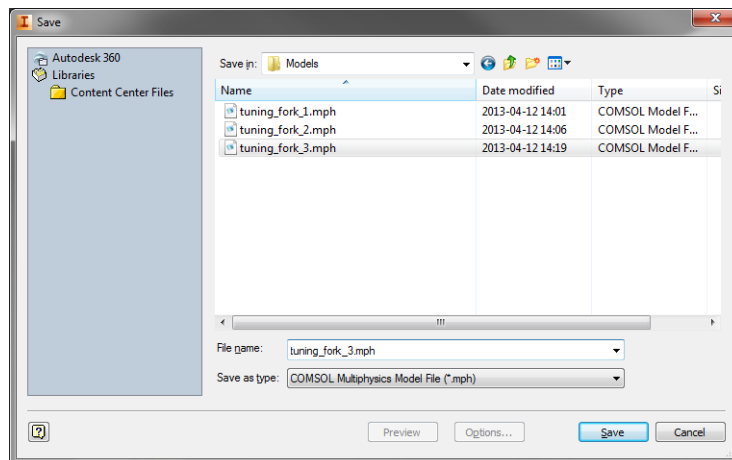 Save
Autodesk 360
Libraries
Content Center Files
Save in: Models
Name Date modified Type Si
tuning_fork_1.mph 2013-04-12 14:01 COMSOL Model F...
tuning_fork_2.mph 2013-04-12 14:06 COMSOL Model F...
tuning_fork_3.mph 2013-04-12 14:19 COMSOL Model F...
File name: tuning_fork_3.mph
Save as type: COMSOL Multiphysics Model File (*.mph)
Preview Options... Save Cancel